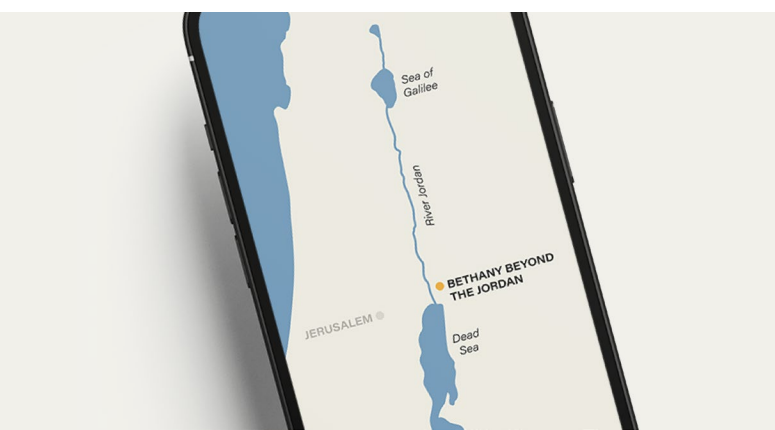 Sea of
Galilee
River Jordan
BETHANY BEYOND
THE JORDAN
JERUSALEM
Dead
Sea